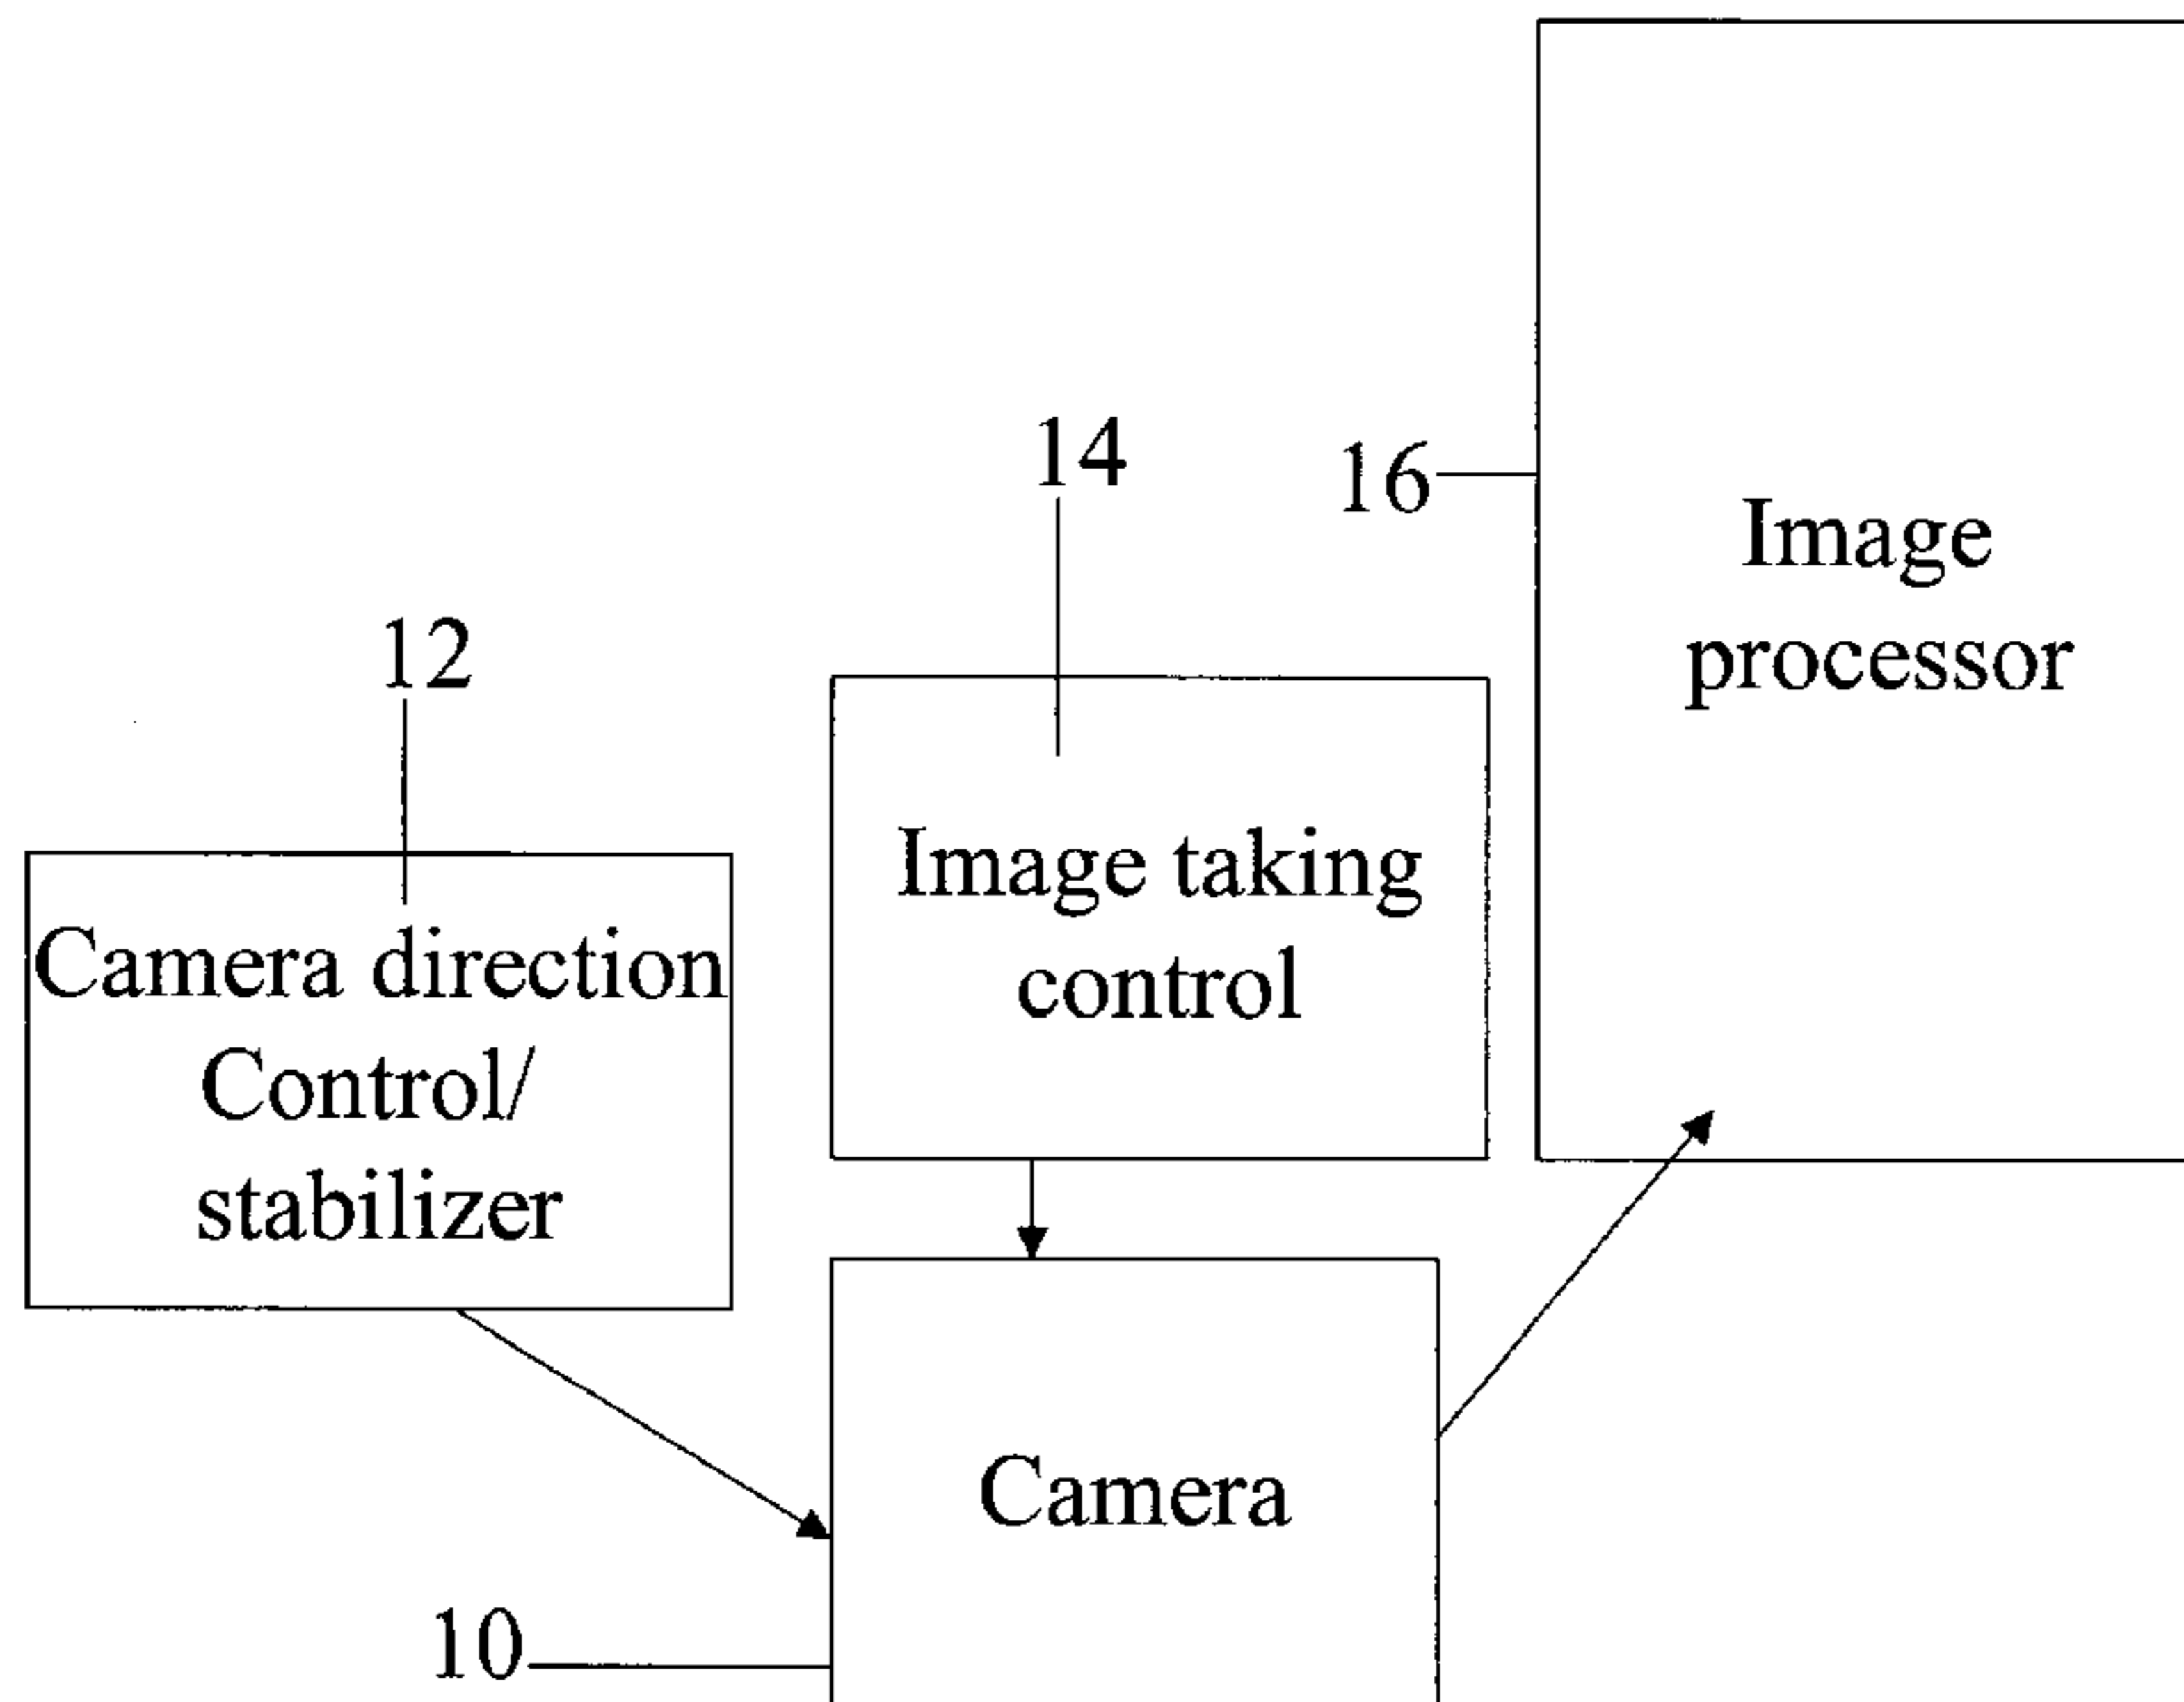 14
16
Image
processor
12
Image taking
control
Camera direction
Control/
stabilizer
Camera
10